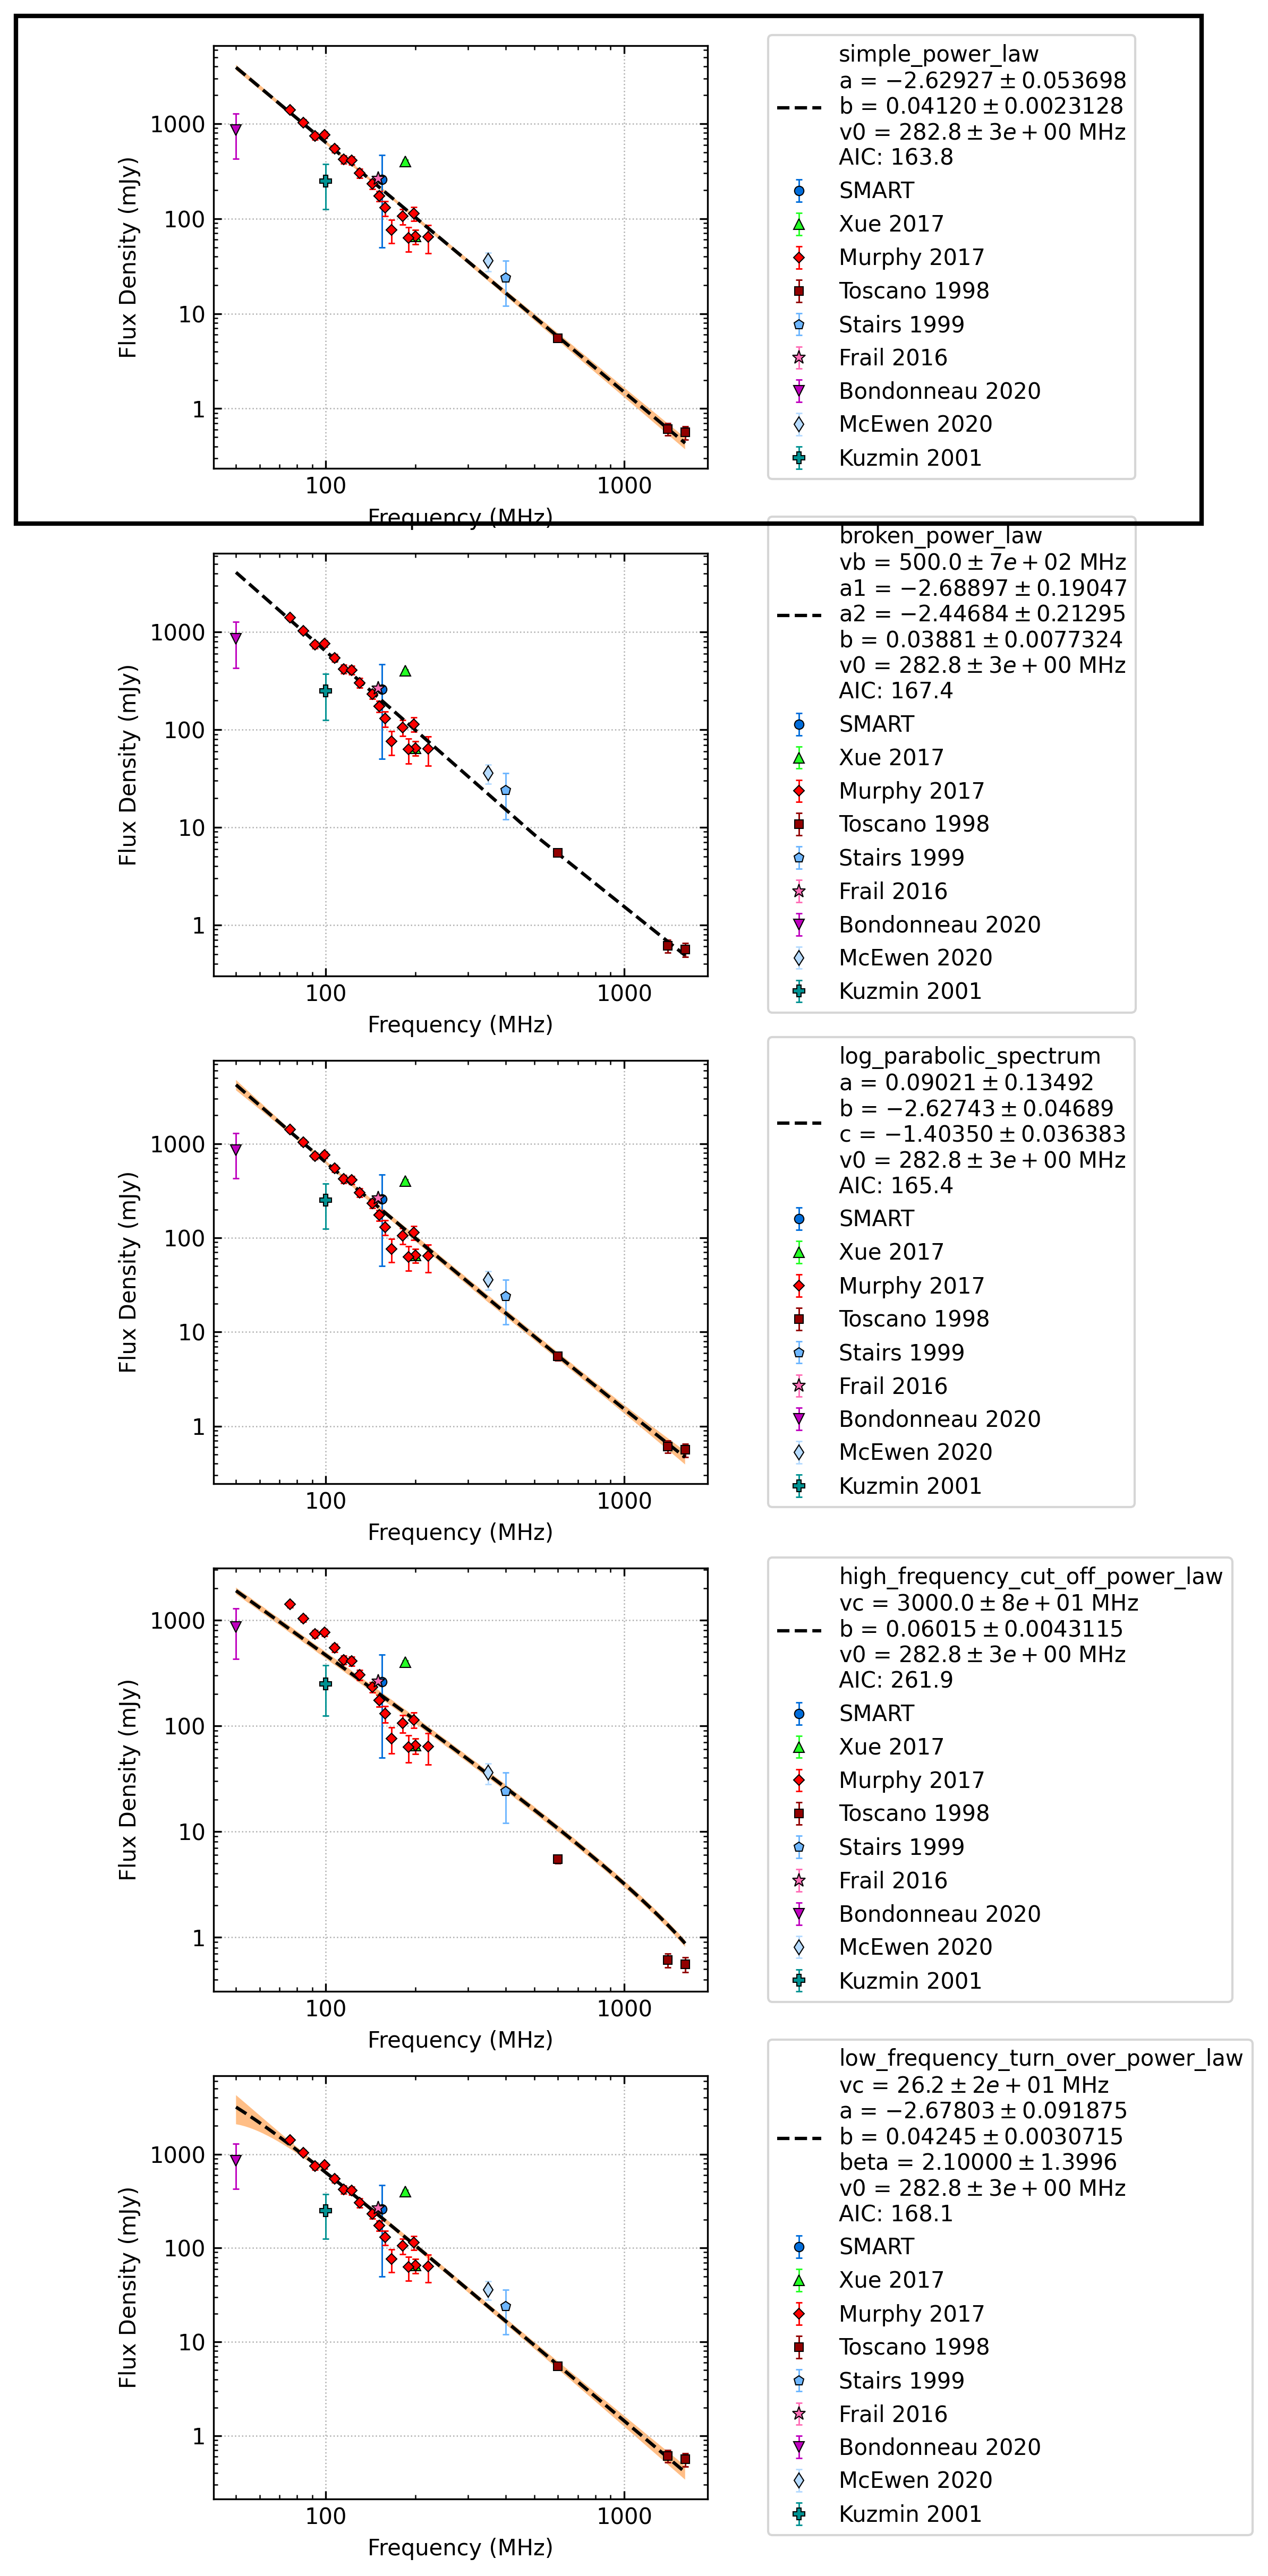 1000
100
10
1
Flux Density (mJy)
100
1000
Frequency (MHz)
simple_power_law
a = −2.62927 ± 0.053698
b = 0.04120 ± 0.0023128
v0 = 282.8 ± 3e + 00 MHz
AIC: 163.8
SMART
Xue 2017
Murphy 2017
Toscano 1998
Stairs 1999
Frail 2016
Bondonneau 2020
McEwen 2020
Kuzmin 2001
1000
100
10
1
Flux Density (mJy)
100
1000
Frequency (MHz)
broken_power_law
vb = 500.0 ± 7e + 02 MHz
a1 = −2.68897 ± 0.19047
a2 = −2.44684 ± 0.21295
b = 0.03881 ± 0.0077324
v0 = 282.8 ± 3e + 00 MHz
AIC: 167.4
SMART
Xue 2017
Murphy 2017
Toscano 1998
Stairs 1999
Frail 2016
Bondonneau 2020
McEwen 2020
Kuzmin 2001
1000
100
10
1
Flux Density (mJy)
100
1000
Frequency (MHz)
log_parabolic_spectrum
a = 0.09021 ± 0.13492
b = −2.62743 ± 0.04689
c = −1.40350 ± 0.036383
v0 = 282.8 ± 3e + 00 MHz
AIC: 165.4
SMART
Xue 2017
Murphy 2017
Toscano 1998
Stairs 1999
Frail 2016
Bondonneau 2020
McEwen 2020
Kuzmin 2001
1000
100
10
1
Flux Density (mJy)
100
1000
Frequency (MHz)
high_frequency_cut_off_power_law
vc = 3000.0 ± 8e + 01 MHz
b = 0.06015 ± 0.0043115
v0 = 282.8 ± 3e + 00 MHz
AIC: 261.9
SMART
Xue 2017
Murphy 2017
Toscano 1998
Stairs 1999
Frail 2016
Bondonneau 2020
McEwen 2020
Kuzmin 2001
1000
100
10
1
Flux Density (mJy)
100
1000
Frequency (MHz)
low_frequency_turn_over_power_law
vc = 26.2 ± 2e + 01 MHz
a = −2.67803 ± 0.091875
b = 0.04245 ± 0.0030715
beta = 2.10000 ± 1.3996
v0 = 282.8 ± 3e + 00 MHz
AIC: 168.1
SMART
Xue 2017
Murphy 2017
Toscano 1998
Stairs 1999
Frail 2016
Bondonneau 2020
McEwen 2020
Kuzmin 2001